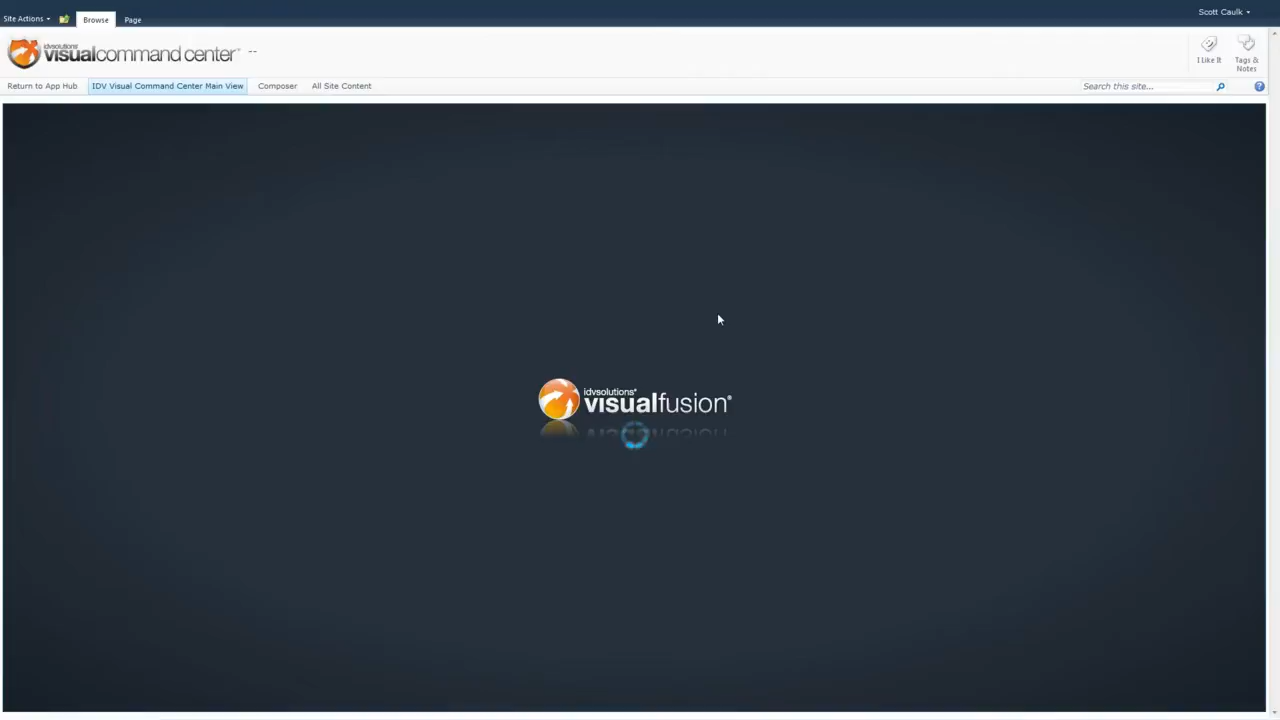 Site Actions
Browse
Page
Scott Caulk
idvsolutions'
visualcommand center™ --
I Like It
Tags &
Notes
Return to App Hub
IDV Visual Command Center Main View
Composer
All Site Content
Search this site...
idvsolutions®
visualfusion®